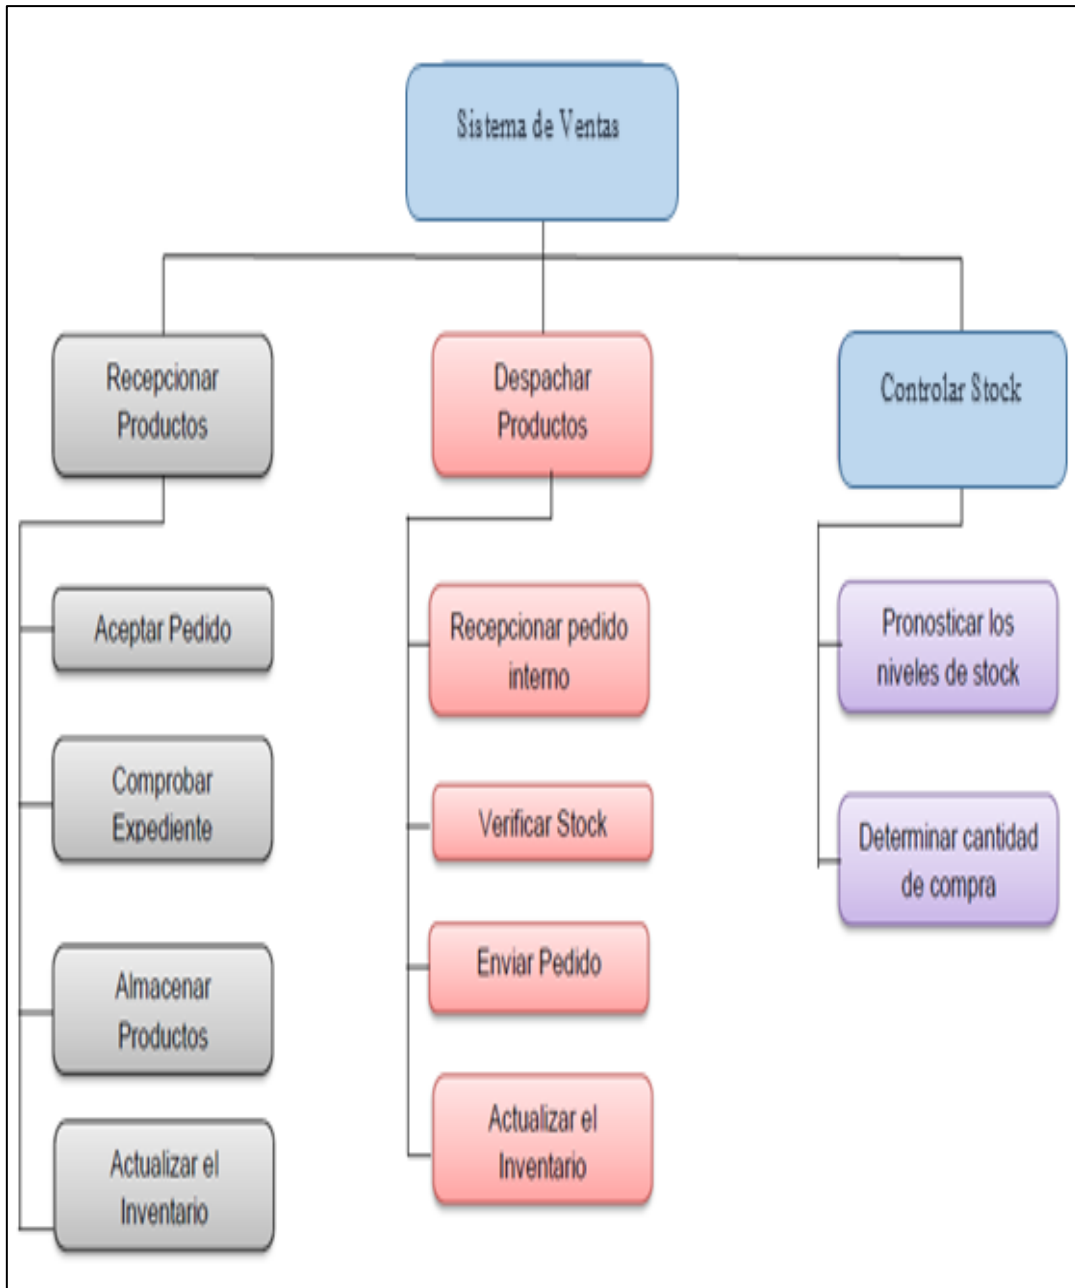 Sistema de Ventas
Recepcionar
Productos
Despachar
Productos
Controlar Stock
Aceptar Pedido
Comprobar
Expediente
Almacenar
Productos
Actualizar el
Inventario
Recepcionar pedido
interno
Verificar Stock
Enviar Pedido
Actualizar el
Inventario
Pronosticar los
niveles de stock
Determinar cantidad
de compra